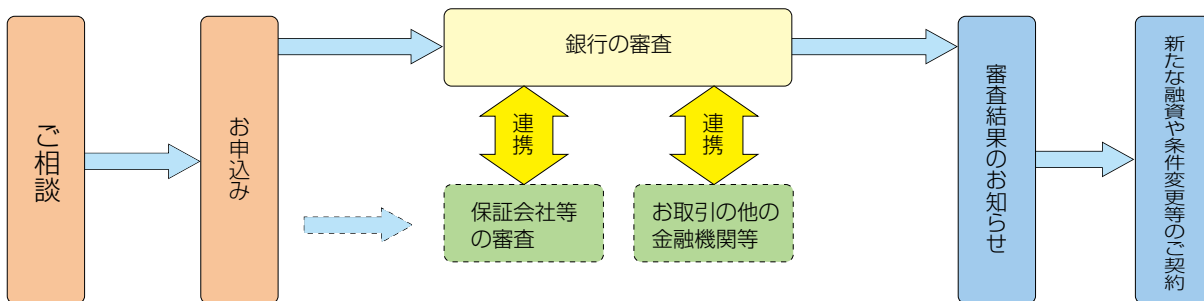 ご相談
お申込み
銀行の審査
連携
連携
保証会社等
の審査
お取引の他の
金融機関等
審査結果のお知らせ
新たな融資や条件変更等のご契約